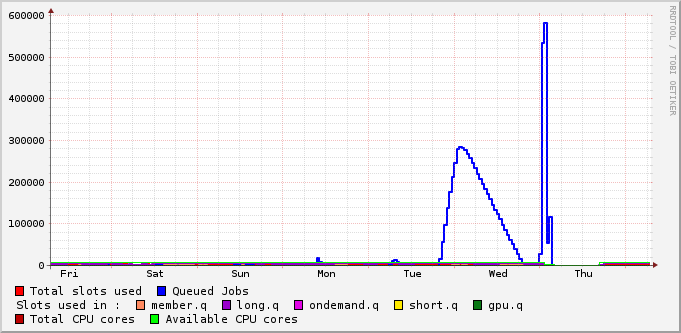 RRDTOOL / TOBI OETIKER
600000
500000
400000
300000
200000
100000
0
Fri Sat Sun Mon Tue Wed Thu
Total slots used Queued Jobs
Slots used in : member.q long.q ondemand.q short.q gpu.q
Total CPU cores Available CPU cores